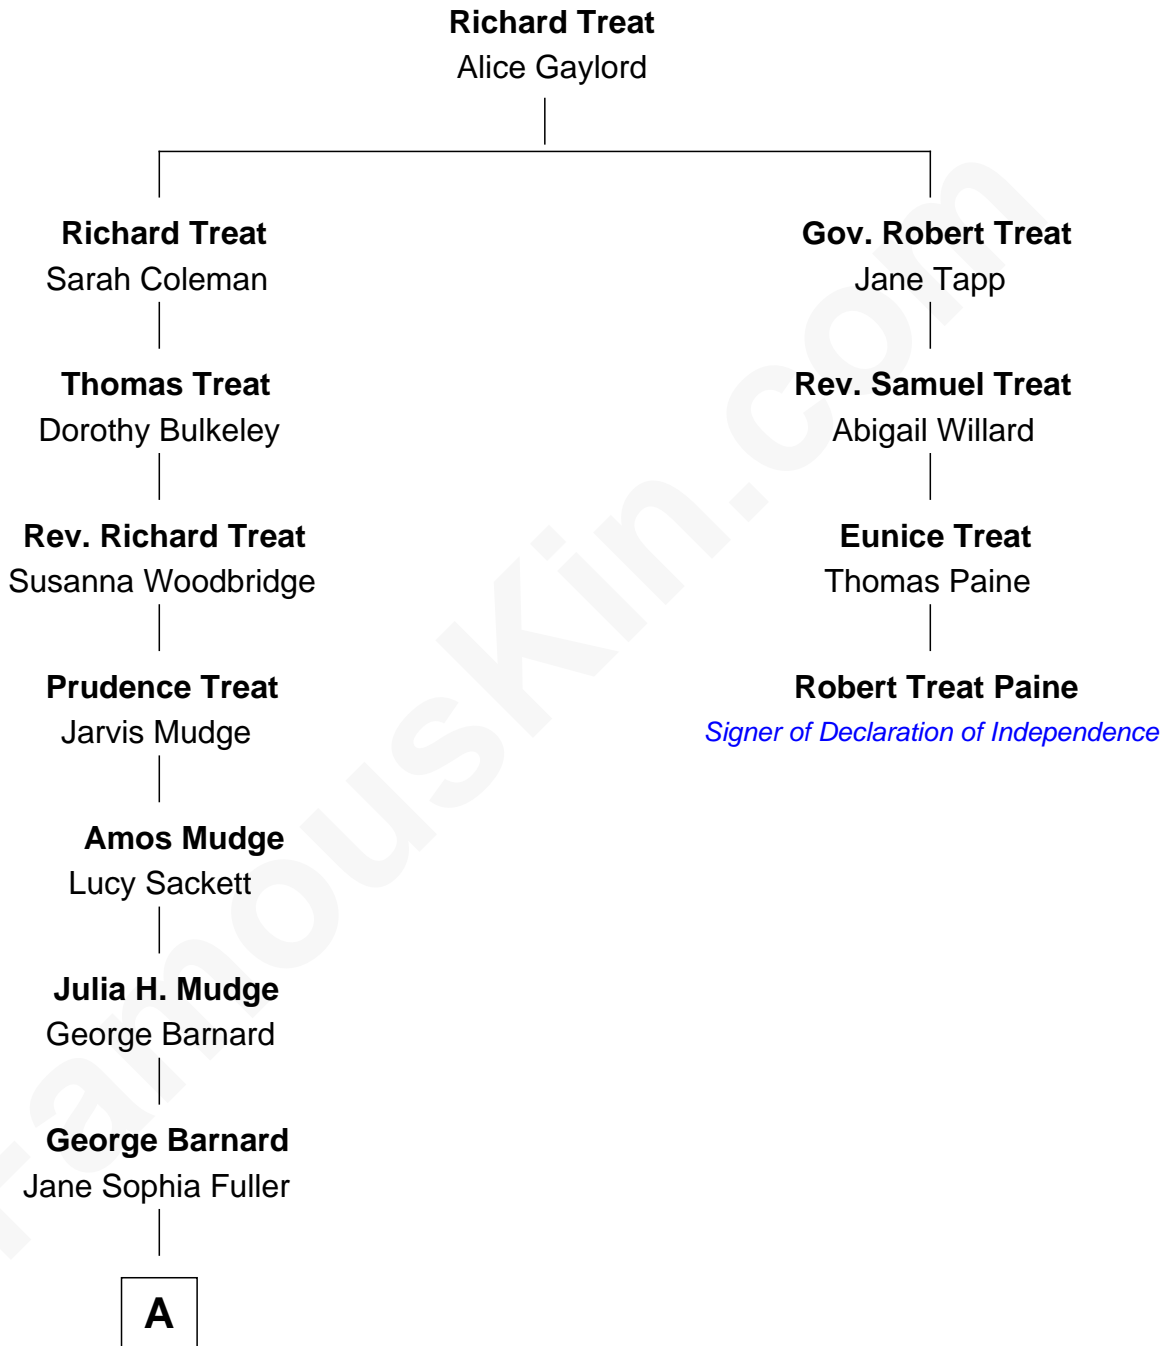 Richard Treat
Alice Gaylord
Richard Treat
Sarah Coleman
Thomas Treat
Dorothy Bulkeley
Rev. Richard Treat
Susanna Woodbridge
Prudence Treat
Jarvis Mudge
Amos Mudge
Lucy Sackett
Julia H. Mudge
George Barnard
George Barnard
Jane Sophia Fuller
A
Gov. Robert Treat
Jane Tapp
Rev. Samuel Treat
Abigail Willard
Eunice Treat
Thomas Paine
Robert Treat Paine
Signer of Declaration of Independence
FamousKin.com